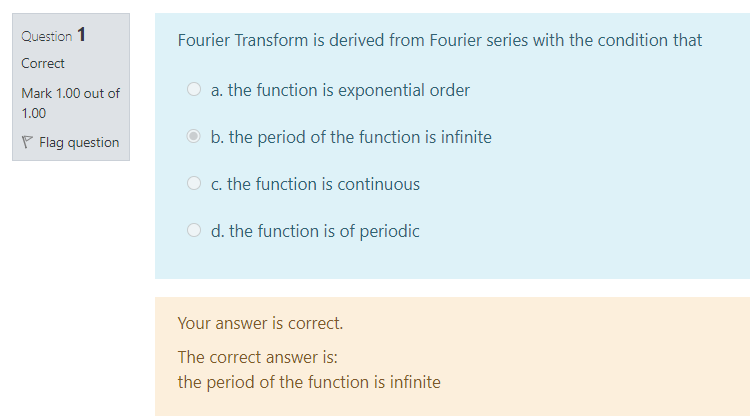 Question 1
Correct
Mark 1.00 out of
1.00
Flag question
Fourier Transform is derived from Fourier series with the condition that
a. the function is exponential order
b. the period of the function is infinite
c. the function is continuous
d. the function is of periodic
Your answer is correct.
The correct answer is:
the period of the function is infinite